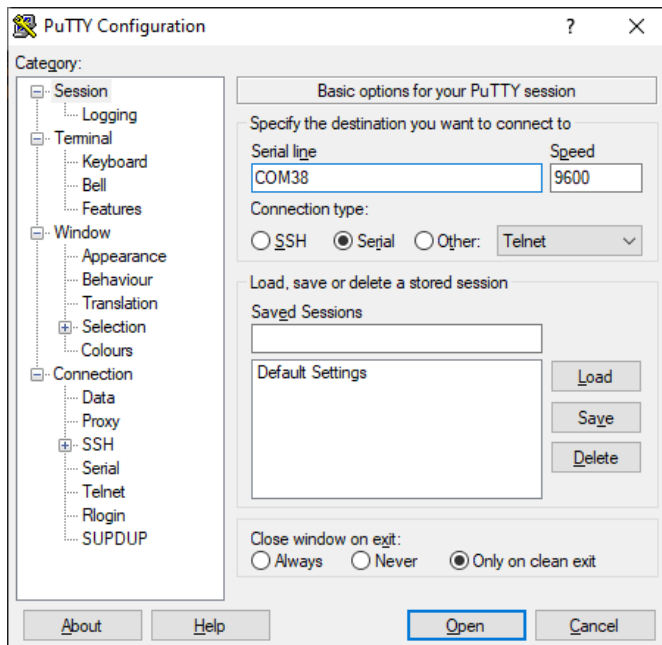 PuTTY Configuration
?
Category:
Session
Logging
Terminal
Keyboard
Bell
Features
Window
Appearance
Behaviour
Translation
Selection
Colours
Connection
Data
Proxy
SSH
Serial
Telnet
Rlogin
SUPDUP
Basic options for your PuTTY session
Specify the destination you want to connect to
Serial line Speed
COM38 9600
Connection type:
SSH Serial Other: Telnet
Load, save or delete a stored session
Saved Sessions
Default Settings
Load
Save
Delete
Close window on exit:
Always Never Only on clean exit
About Help Open Cancel